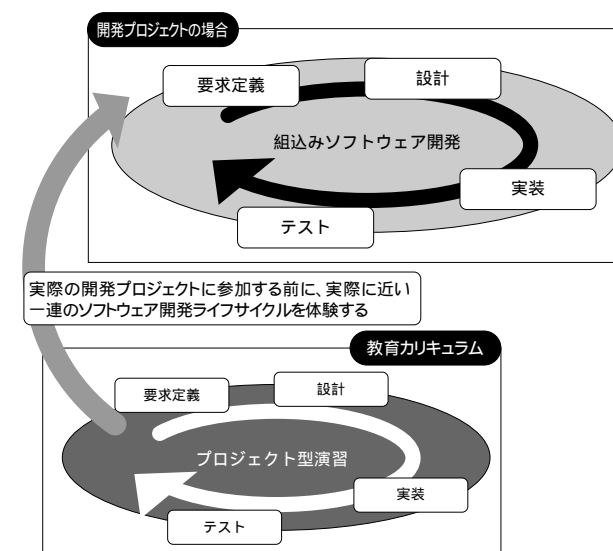 開発プロジェクトの場合
要求定義
設計
組込みソフトウェア開発
実装
テスト
実際の開発プロジェクトに参加する前に、実際に近い
一連のソフトウェア開発ライフサイクルを体験する
教育カリキュラム
要求定義
設計
プロジェクト型演習
実装
テスト